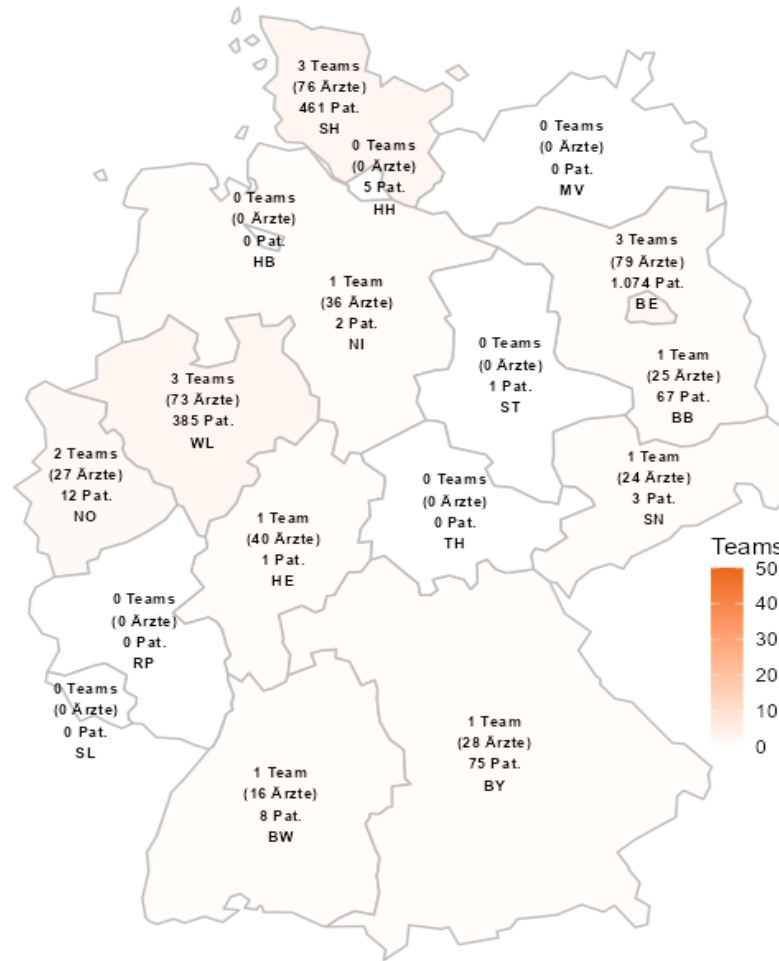 3 Teams
(76 Ärzte)
461 Pat.
SH
0 Teams
(0 Ärzte)
5 Pat.
HH
0 Teams
(0 Ärzte)
0 Pat.
MV
0 Teams
(0 Ärzte)
0 Pat.
HB
3 Teams
(79 Ärzte)
1.074 Pat.
BE
1 Team
(36 Ärzte)
2 Pat.
NI
0 Teams
(0 Ärzte)
1 Pat.
ST
1 Team
(25 Ärzte)
67 Pat.
BB
3 Teams
(73 Ärzte)
385 Pat.
WL
2 Teams
(27 Ärzte)
12 Pat.
NO
1 Team
(24 Ärzte)
3 Pat.
SN
0 Teams
(0 Ärzte)
0 Pat.
TH
1 Team
(40 Ärzte)
1 Pat.
HE
0 Teams
(0 Ärzte)
0 Pat.
RP
0 Teams
(0 Ärzte)
0 Pat.
SL
1 Team
(28 Ärzte)
75 Pat.
BY
1 Team
(16 Ärzte)
8 Pat.
BW
Teams
50
40
30
20
10
0